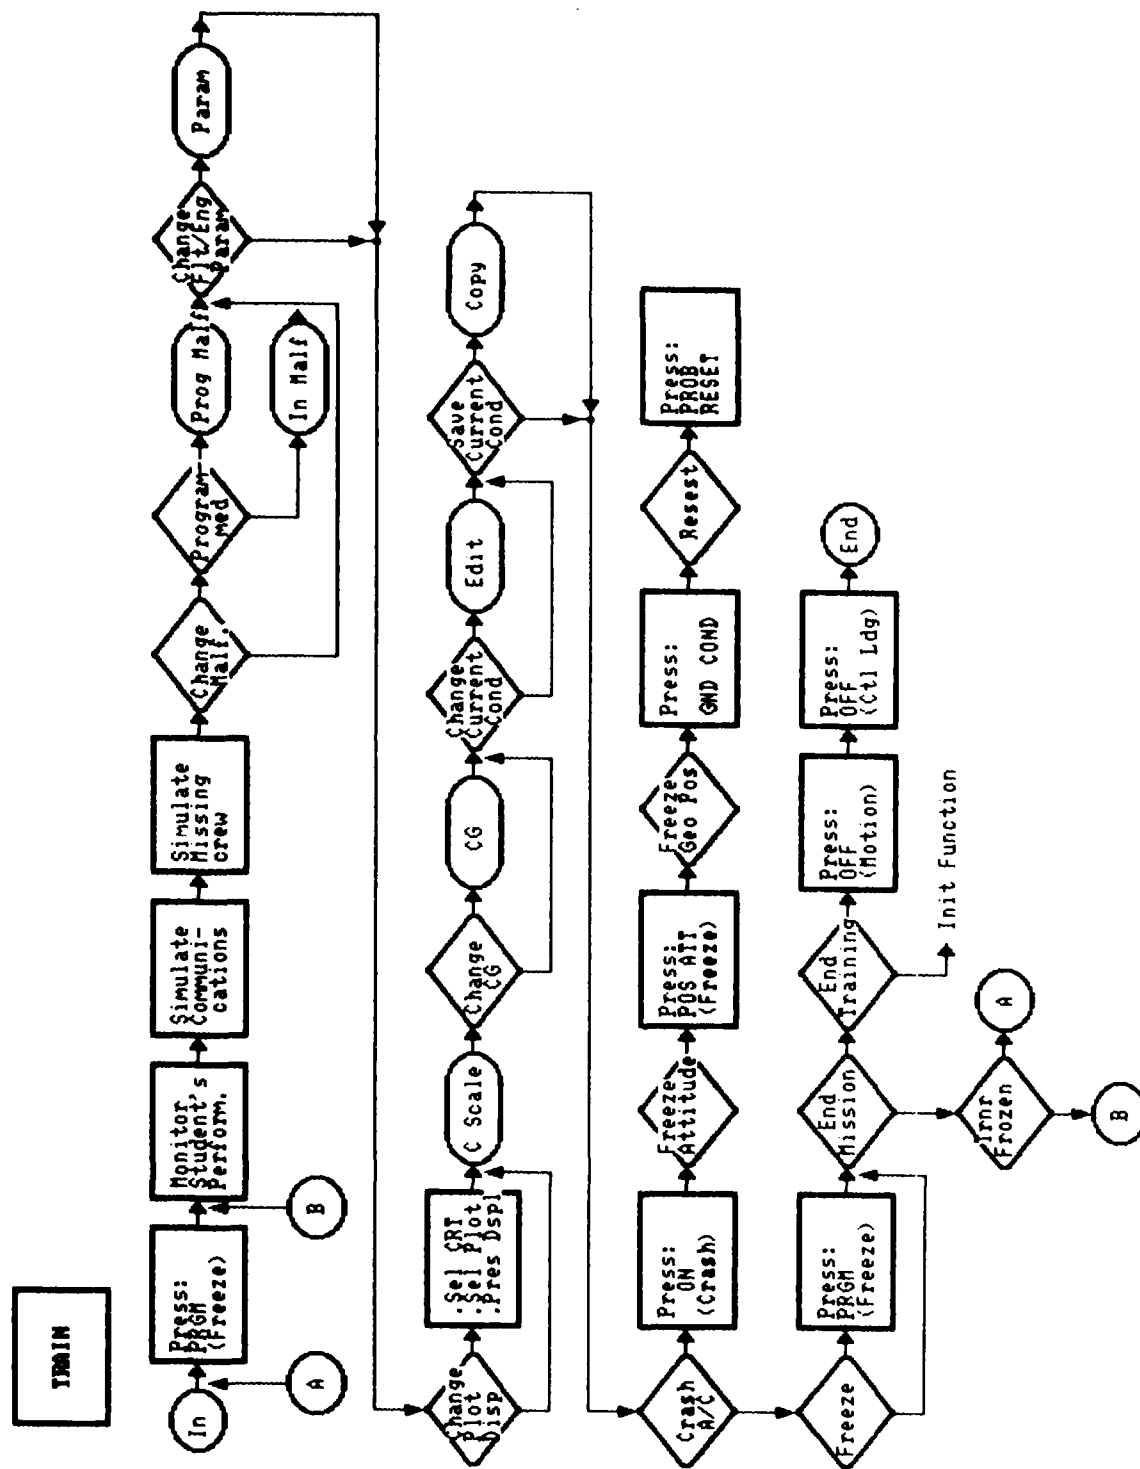 TRAIN
In
A
Press:
PRGM
(Freeze)
B
Monitor
Student's
Perform.
Simulate
Communi-
cations
Simulate
Missing
crew
Change
Malf.
Program-
med
Prog Malf
In Malf
Change
Flt/Eng
Param
Param
Change
Plot
Disp
.Sel CRT
.Sel Plot
.Pres Dspl
C Scale
Change
CG
CG
Change
Current
Cond
Edit
Save
Current
Cond
Copy
Crash
A/C
Press:
ON
(Crash)
Freeze
Attitude
Press:
POS ATT
(Freeze)
Freeze
Geo Pos
Press:
GND COND
Resest
Press:
PROB
RESET
Freeze
Press:
PRGM
(Freeze)
End
Mission
Trnr
Frozen
A
B
End
Training
Init Function
Press:
OFF
(Motion)
Press:
OFF
(Ctl Ldg)
End